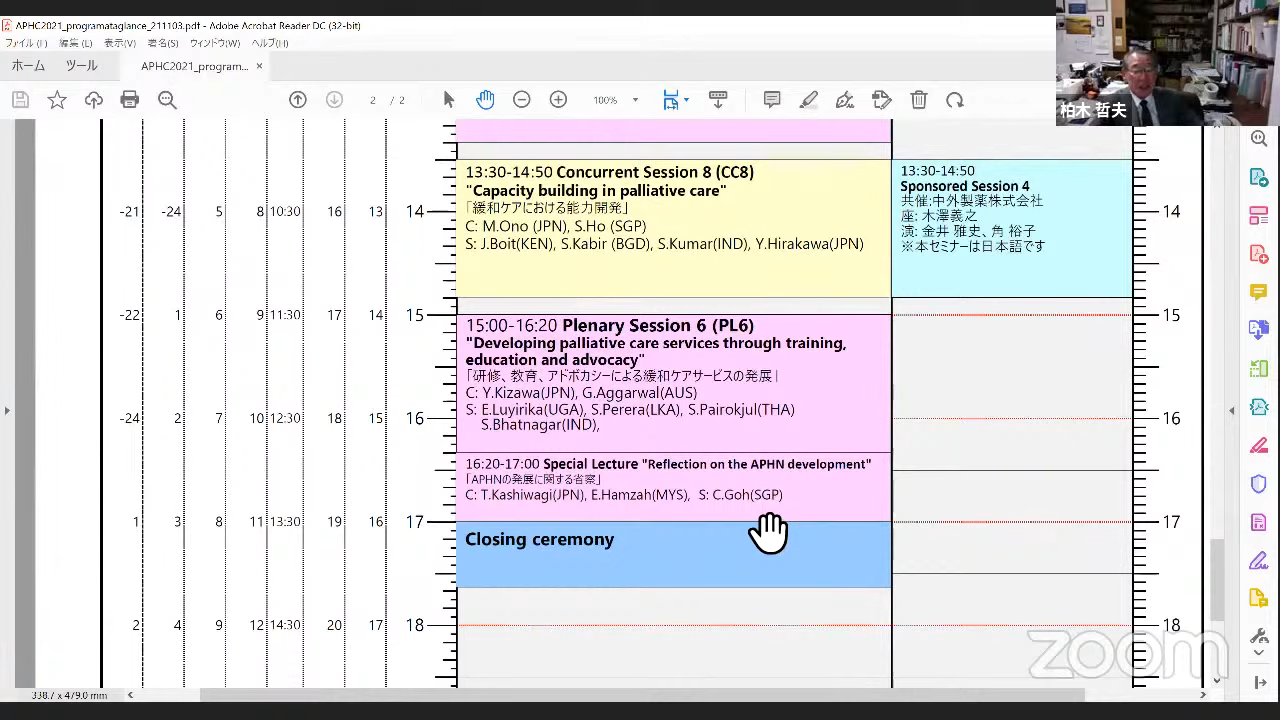 APHC2021_programataglance_211103.pdf - Adobe Acrobat Reader DC (32-bit)
ファイル(F) 編集(E) 表示(V) 署名(S) ウィンドウ(W) ヘルプ(H)
ホーム ツール APHC2021_program... ×
2 / 2 100%
柏木 哲夫
13:30-14:50 Concurrent Session 8 (CC8)
"Capacity building in palliative care"
「緩和ケアにおける能力開発」
C: M.Ono (JPN), S.Ho (SGP)
S: J.Boit(KEN), S.Kabir (BGD), S.Kumar(IND), Y.Hirakawa(JPN)
13:30-14:50
Sponsored Session 4
共催:中外製薬株式会社
座: 木澤義之
演: 金井 雅史、角 裕子
※本セミナーは日本語です
-21 -24 5 8 10:30 16 13 14 14
-22 1 6 9 11:30 17 14 15 15
15:00-16:20 Plenary Session 6 (PL6)
"Developing palliative care services through training,
education and advocacy"
「研修、教育、アドボカシーによる緩和ケアサービスの発展」
C: Y.Kizawa(JPN), G.Aggarwal(AUS)
S: E.Luyirika(UGA), S.Perera(LKA), S.Pairokjul(THA)
S.Bhatnagar(IND),
-24 2 7 10 12:30 18 15 16 16
16:20-17:00 Special Lecture "Reflection on the APHN development"
「APHNの発展に関する省察」
C: T.Kashiwagi(JPN), E.Hamzah(MYS), S: C.Goh(SGP)
1 3 8 11 13:30 19 16 17 17
Closing ceremony
2 4 9 12 14:30 20 17 18 18
zoom
338.7 x 479.0 mm